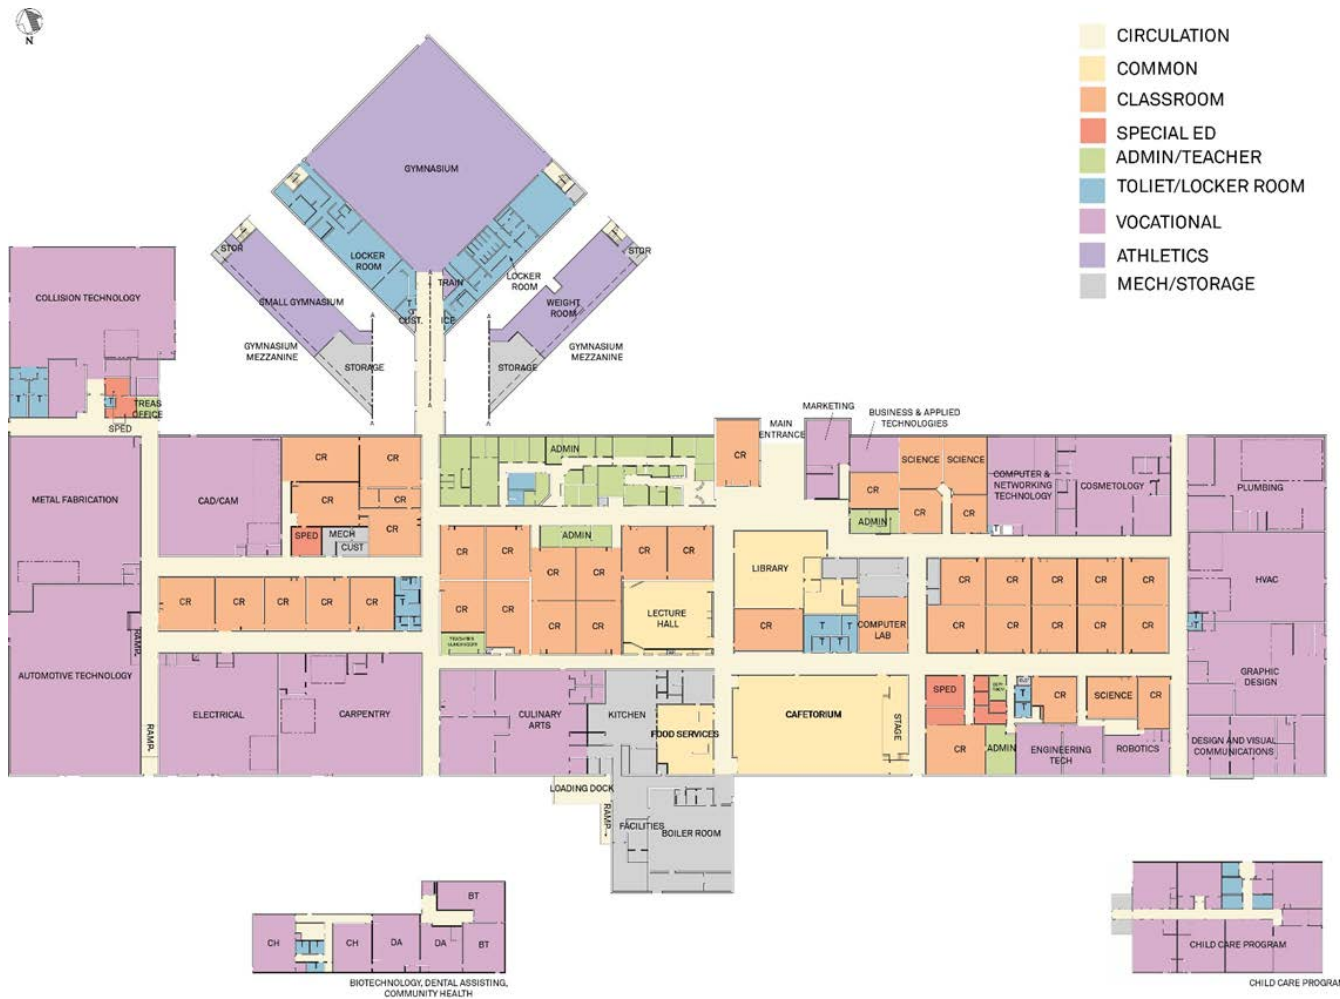 N
CIRCULATION
COMMON
CLASSROOM
SPECIAL ED
ADMIN/TEACHER
TOLIET/LOCKER ROOM
VOCATIONAL
ATHLETICS
MECH/STORAGE
GYMNASIUM
STOR
LOCKER
ROOM
TRAIN
LOCKER
ROOM
STOR
COLLISION TECHNOLOGY
SMALL GYMNASIUM
T
CUST.
ICE
WEIGHT
ROOM
GYMNASIUM
MEZZANINE
STORAGE
STORAGE
GYMNASIUM
MEZZANINE
T
T
T
TREAS
OFFICE
SPED
MARKETING
BUSINESS & APPLIED
TECHNOLOGIES
MAIN
ENTRANCE
METAL FABRICATION
CAD/CAM
CR
CR
CR
CR
CR
SPED
MECH
CUST
ADMIN
CR
SCIENCE
SCIENCE
CR
CR
CR
ADMIN
COMPUTER &
NETWORKING
TECHNOLOGY
T
COSMETOLOGY
PLUMBING
CR
CR
ADMIN
CR
CR
CR
CR
LIBRARY
CR
CR
CR
CR
CR
HVAC
CR
CR
CR
CR
CR
T
T
CR
CR
CR
CR
LECTURE
HALL
CR
T
T
T
T
T
COMPUTER
LAB
CR
CR
CR
CR
CR
T
RAMP
AUTOMOTIVE TECHNOLOGY
ELECTRICAL
CARPENTRY
RAMP
CULINARY
ARTS
KITCHEN
FOOD SERVICES
CAFETORIUM
STAGE
SPED
T
T
CR
SCIENCE
CR
CR
ADMIN
ENGINEERING
TECH
ROBOTICS
GRAPHIC
DESIGN
DESIGN AND VISUAL
COMMUNICATIONS
LOADING DOCK
RAMP
FACILITIES
BOILER ROOM
CH
T
T
T
CH
DA
DA
BT
BT
BIOTECHNOLOGY, DENTAL ASSISTING,
COMMUNITY HEALTH
CHILD CARE PROGRAM
CHILD CARE PROGRAM